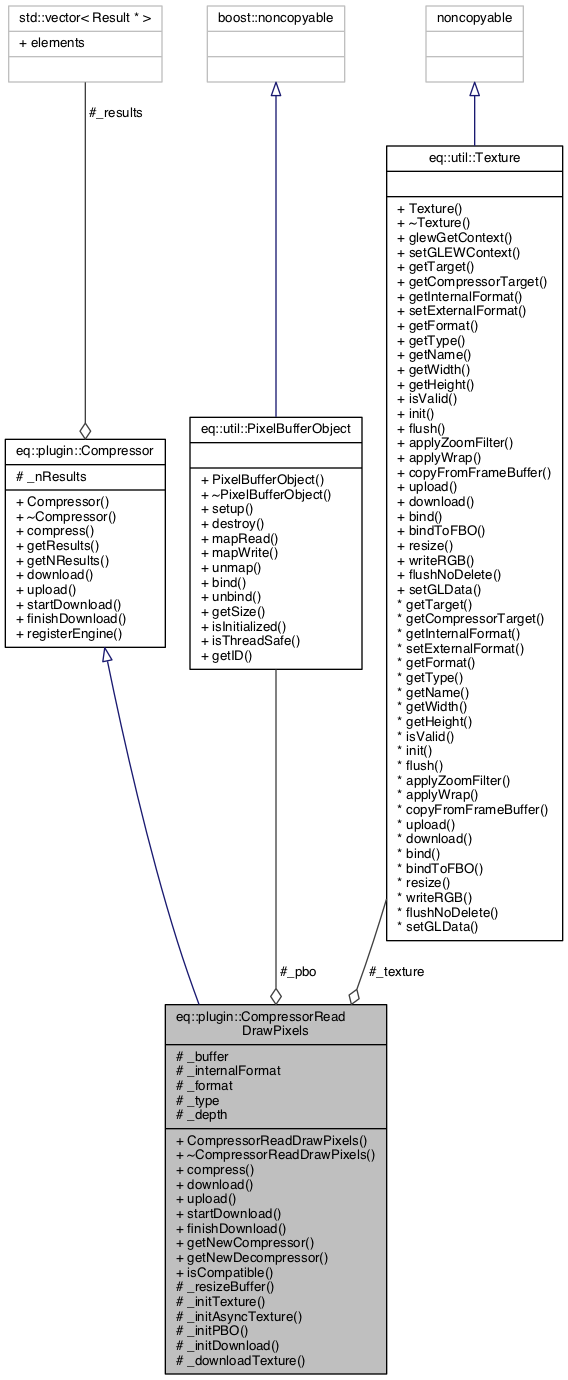 std::vector< Result * >
+ elements
boost::noncopyable
noncopyable
#_results
eq::util::Texture
+ Texture()
+ ~Texture()
+ glewGetContext()
+ setGLEWContext()
+ getTarget()
+ getCompressorTarget()
+ getInternalFormat()
+ setExternalFormat()
+ getFormat()
+ getType()
+ getName()
+ getWidth()
+ getHeight()
+ isValid()
+ init()
+ flush()
+ applyZoomFilter()
+ applyWrap()
+ copyFromFrameBuffer()
+ upload()
+ download()
+ bind()
+ bindToFBO()
+ resize()
+ writeRGB()
+ flushNoDelete()
+ setGLData()
* getTarget()
* getCompressorTarget()
* getInternalFormat()
* setExternalFormat()
* getFormat()
* getType()
* getName()
* getWidth()
* getHeight()
* isValid()
* init()
* flush()
* applyZoomFilter()
* applyWrap()
* copyFromFrameBuffer()
* upload()
* download()
* bind()
* bindToFBO()
* resize()
* writeRGB()
* flushNoDelete()
* setGLData()
eq::plugin::Compressor
# _nResults
+ Compressor()
+ ~Compressor()
+ compress()
+ getResults()
+ getNResults()
+ download()
+ upload()
+ startDownload()
+ finishDownload()
+ registerEngine()
eq::util::PixelBufferObject
+ PixelBufferObject()
+ ~PixelBufferObject()
+ setup()
+ destroy()
+ mapRead()
+ mapWrite()
+ unmap()
+ bind()
+ unbind()
+ getSize()
+ isInitialized()
+ isThreadSafe()
+ getID()
#_pbo
#_texture
eq::plugin::CompressorRead
DrawPixels
# _buffer
# _internalFormat
# _format
# _type
# _depth
+ CompressorReadDrawPixels()
+ ~CompressorReadDrawPixels()
+ compress()
+ download()
+ upload()
+ startDownload()
+ finishDownload()
+ getNewCompressor()
+ getNewDecompressor()
+ isCompatible()
# _resizeBuffer()
# _initTexture()
# _initAsyncTexture()
# _initPBO()
# _initDownload()
# _downloadTexture()